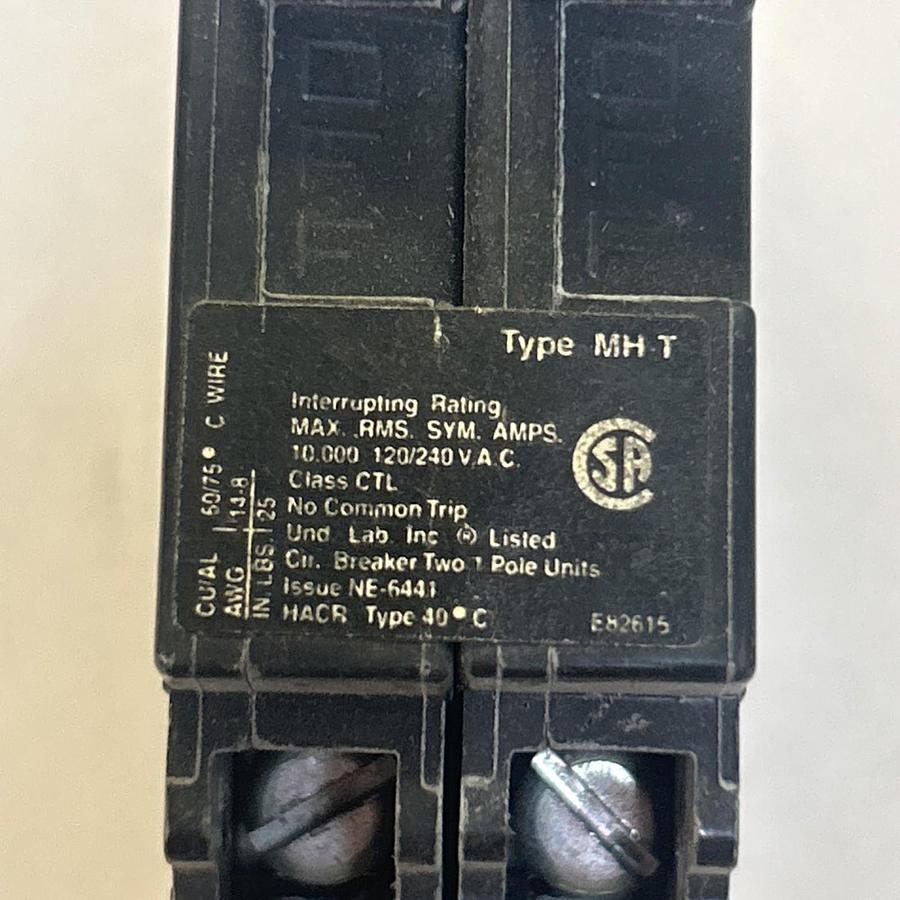 Type MH-T
Interrupting Rating
MAX. RMS. SYM. AMPS.
10,000 120/240 V.A.C.
Class CTL
No Common Trip
Und. Lab. Inc. ® Listed
Cir. Breaker Two 1 Pole Units
Issue NE-6441
HACR Type 40°C
E82615
SA
CU/AL 60/75° C WIRE
AWG 14-8
IN. LBS. 25